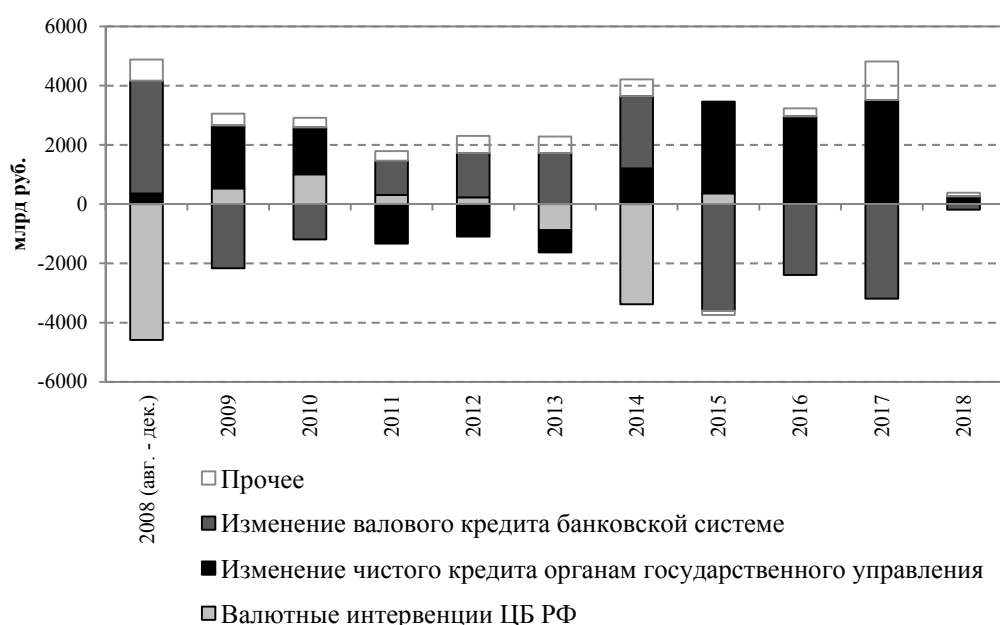 6000
4000
2000
0
-2000
-4000
-6000
млрд руб.
2008 (авг. - дек.)
2009
2010
2011
2012
2013
2014
2015
2016
2017
2018
Прочее
Изменение валового кредита банковской системе
Изменение чистого кредита органам государственного управления
Валютные интервенции ЦБ РФ